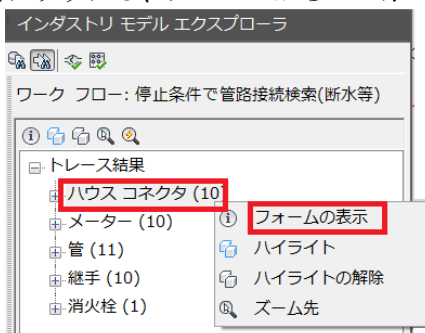 インダストリ モデル エクスプローラ
ワーク フロー: 停止条件で管路接続検索(断水等)
トレース結果
ハウス コネクタ (10)
メーター (10)
管 (11)
継手 (10)
消火栓 (1)
フォームの表示
ハイライト
ハイライトの解除
ズーム先